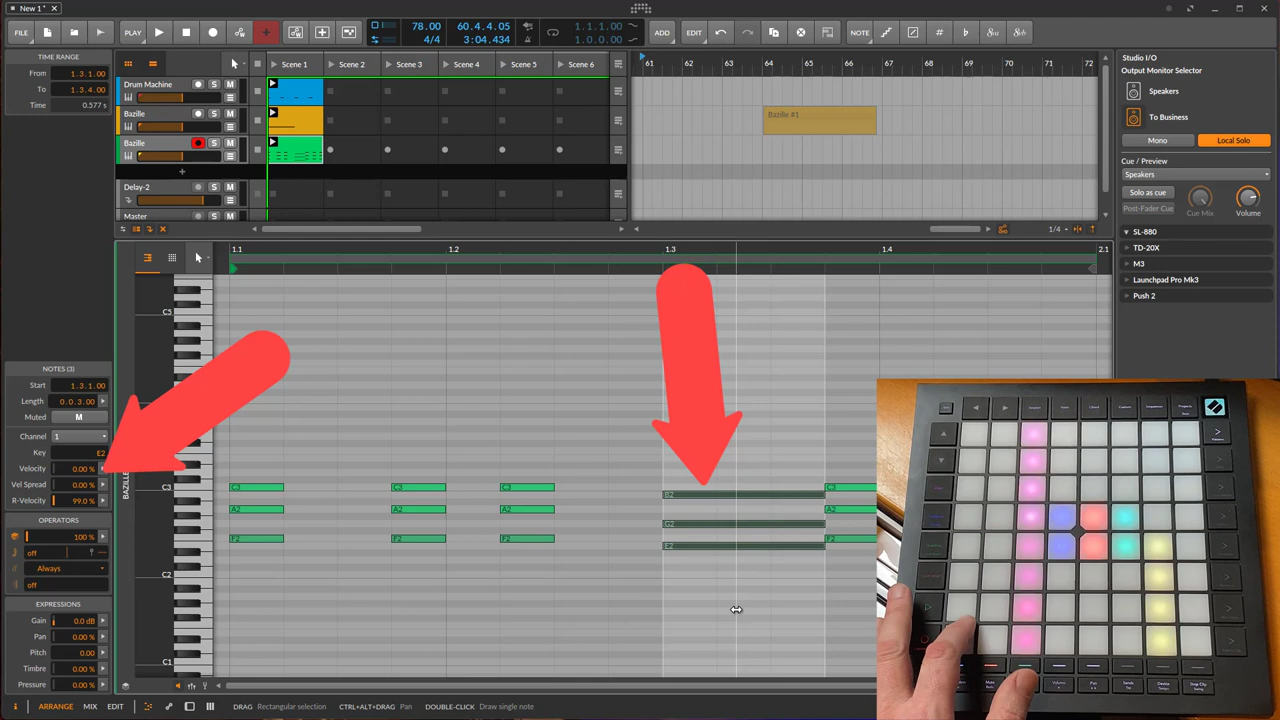 New 1 *
FILE PLAY ADD EDIT NOTE
78.00 60.4.4.05 1.1.1.00
4/4 3:04.434 1.0.0.00
TIME RANGE
From 1.3.1.00
To 1.3.4.00
Time 0.577 s
Scene 1 Scene 2 Scene 3 Scene 4 Scene 5 Scene 6
Drum Machine S M
Bazille S M
Bazille S M
+
Delay-2 S M
Master
61 62 63 64 65 66 67 68 69 70 71 72
Bazille #1
1/4
Studio I/O
Output Monitor Selector
Speakers
To Business
Mono Local Solo
Cue / Preview
Speakers
Solo as cue
Post-Fader Cue Cue Mix Volume
SL-880
TD-20X
M3
Launchpad Pro Mk3
Push 2
1.1 1.2 1.3 1.4 2.1
C5
C3
C2
C1
BAZILLE
C3 C3 C3 B2 C3
A2 A2 A2 G2 A2
F2 F2 F2 E2 F2
NOTES (3)
Start 1.3.1.00
Length 0.0.3.00
Muted M
Channel 1
Key E2
Velocity 0.00 %
Vel Spread 0.00 %
R-Velocity 99.0 %
OPERATORS
100 %
off
Always
off
EXPRESSIONS
Gain 0.0 dB
Pan 0.00 %
Pitch 0.00
Timbre 0.00 %
Pressure 0.00 %
i ARRANGE MIX EDIT
DRAG Rectangular selection CTRL+ALT+DRAG Pan DOUBLE-CLICK Draw single note